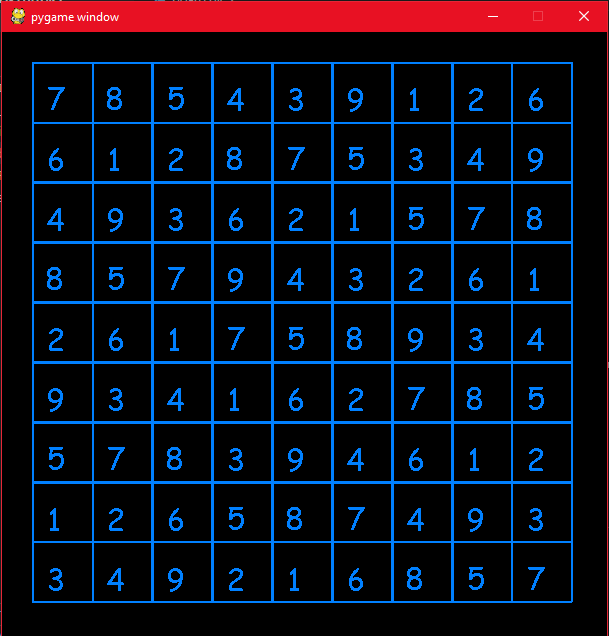 pygame window
7 8 5 4 3 9 1 2 6
6 1 2 8 7 5 3 4 9
4 9 3 6 2 1 5 7 8
8 5 7 9 4 3 2 6 1
2 6 1 7 5 8 9 3 4
9 3 4 1 6 2 7 8 5
5 7 8 3 9 4 6 1 2
1 2 6 5 8 7 4 9 3
3 4 9 2 1 6 8 5 7